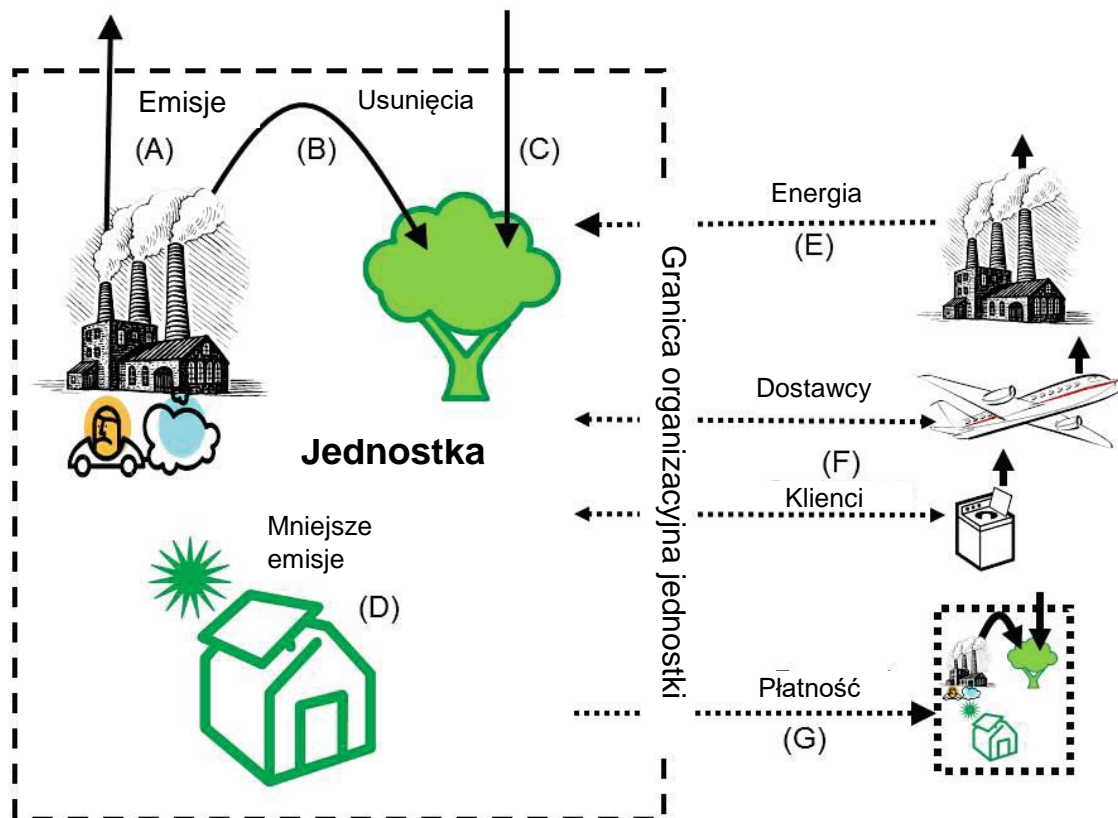 Emisje
Usunięcia
(A)
(B)
(C)
Energia
(E)
Granica organizacyjna jednostki
Dostawcy
Jednostka
(F)
Klienci
Mniejsze
emisje
(D)
Płatność
(G)